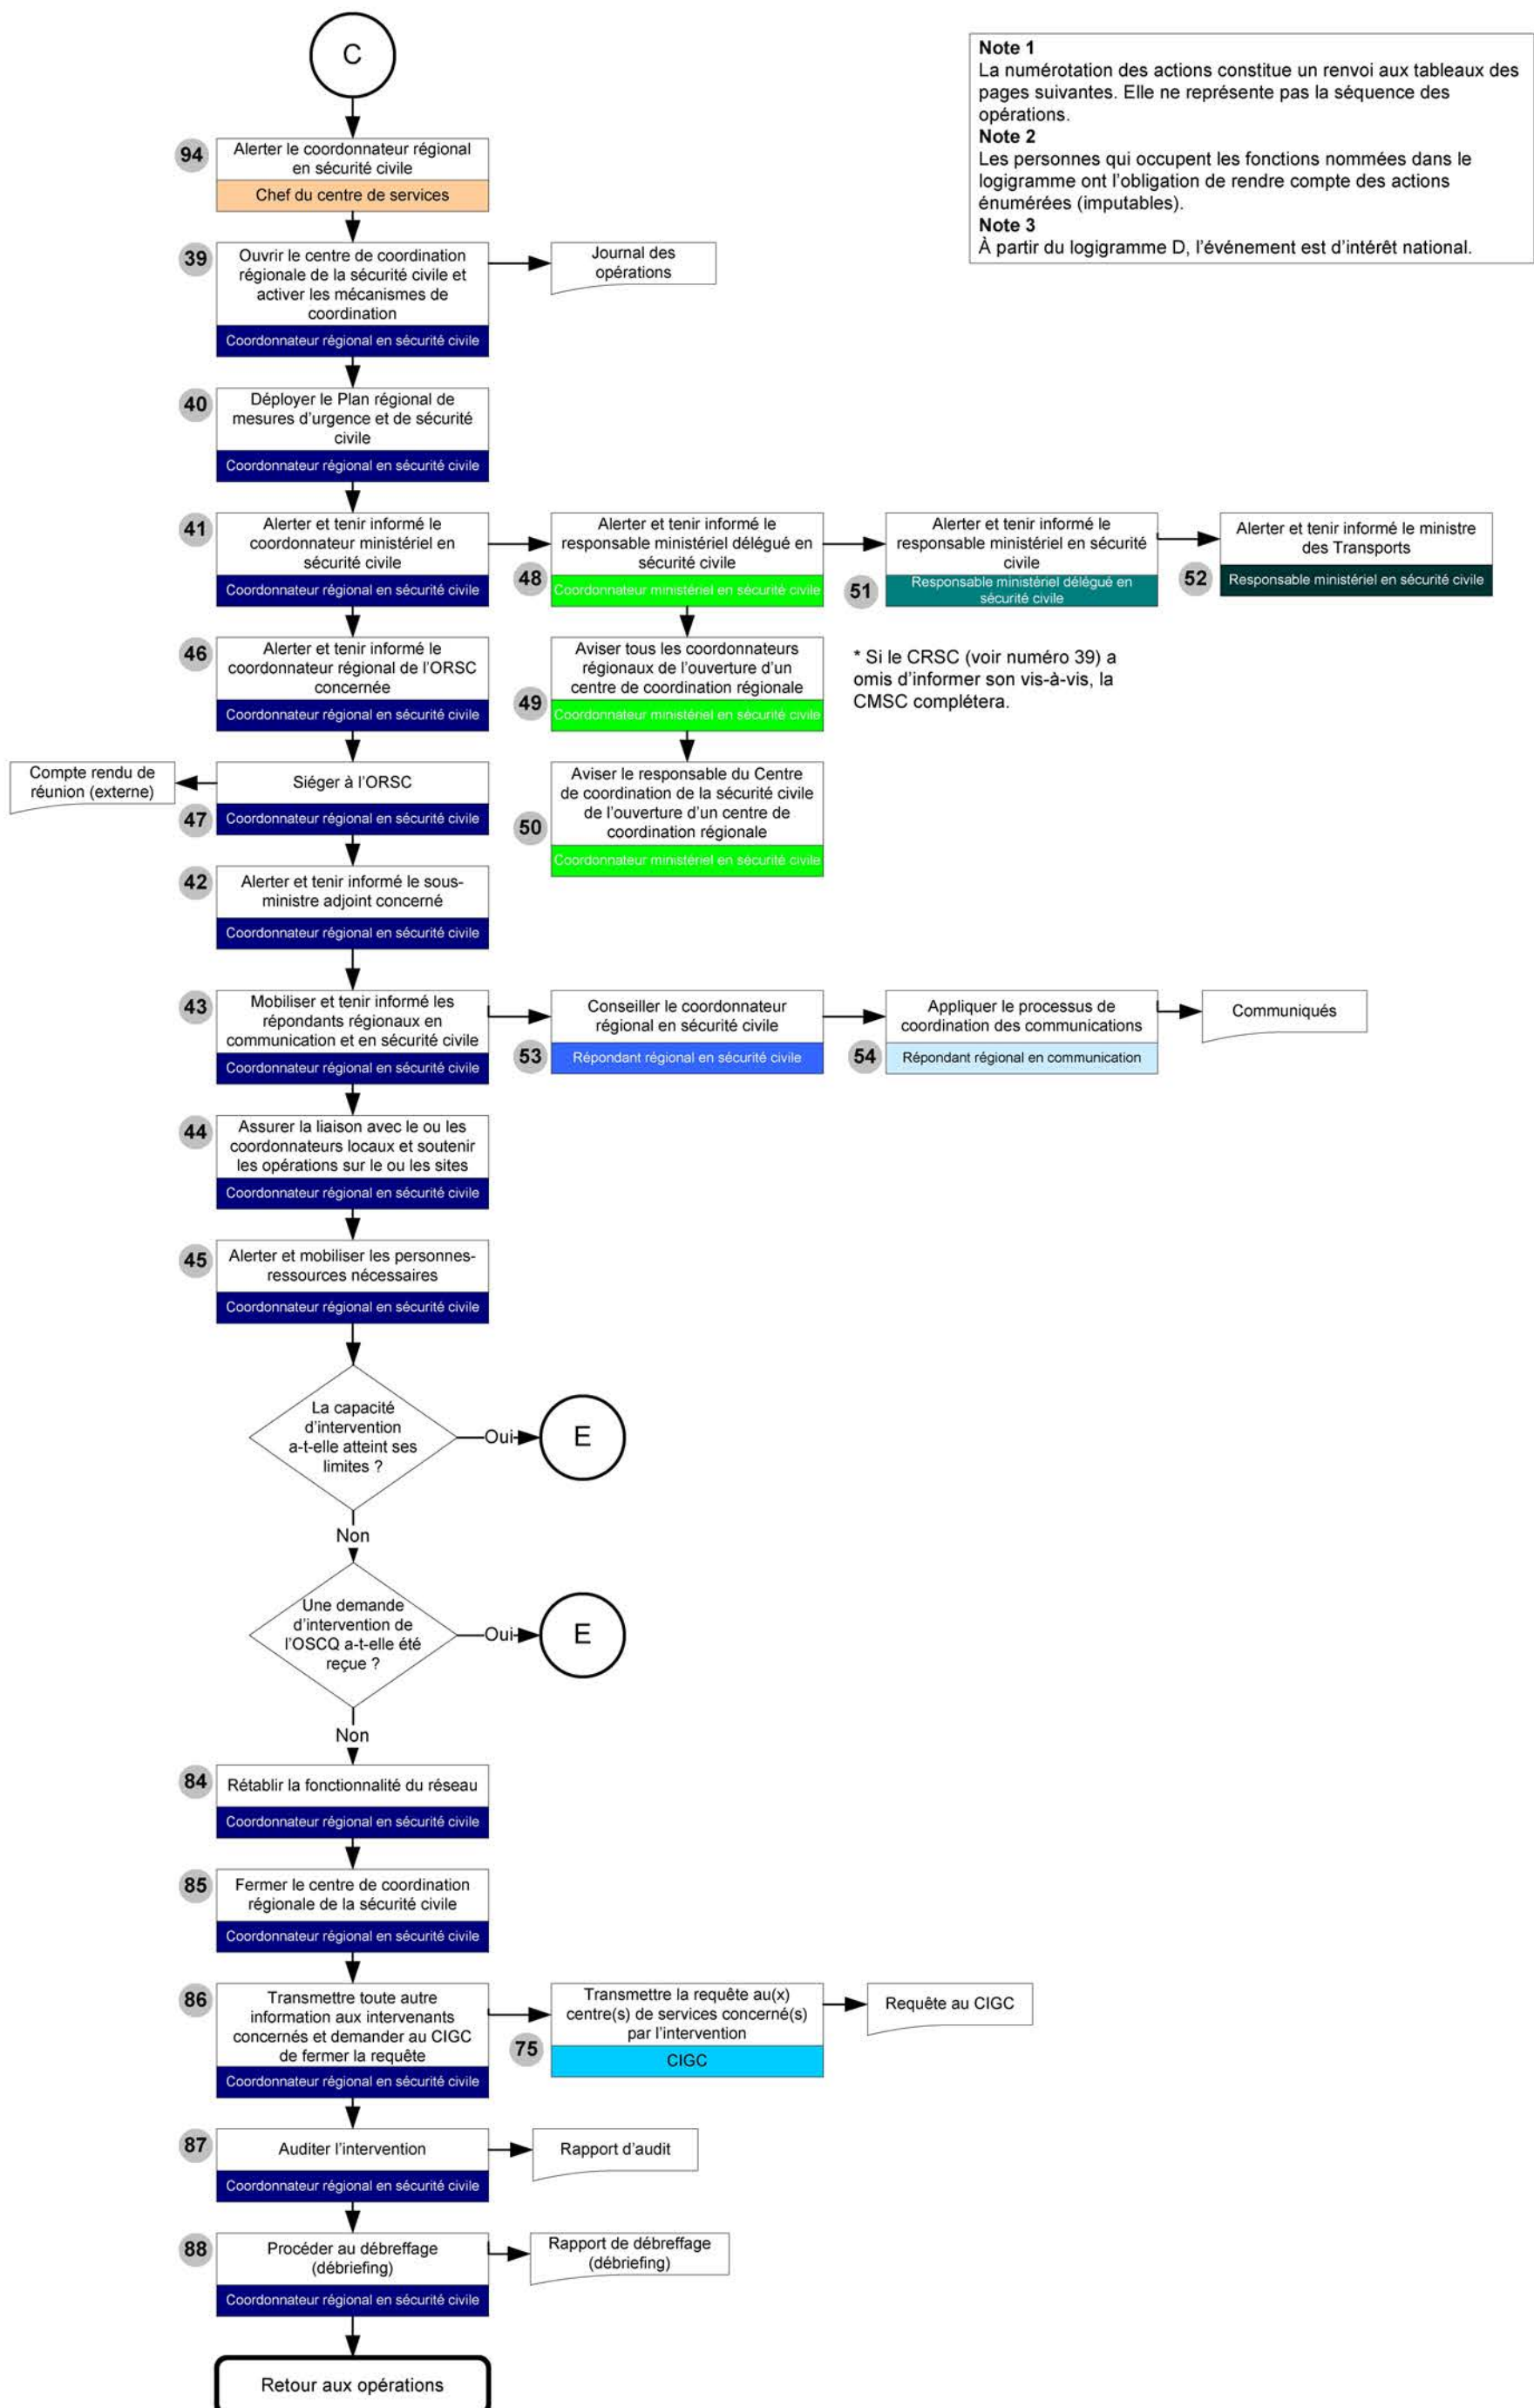 C
Note 1
La numérotation des actions constitue un renvoi aux tableaux des
pages suivantes. Elle ne représente pas la séquence des
opérations.
Note 2
Les personnes qui occupent les fonctions nommées dans le
logigramme ont l'obligation de rendre compte des actions
énumérées (imputables).
Note 3
À partir du logigramme D, l'événement est d'intérêt national.
94
Alerter le coordonnateur régional
en sécurité civile
Chef du centre de services
39
Ouvrir le centre de coordination
régionale de la sécurité civile et
activer les mécanismes de
coordination
Coordonnateur régional en sécurité civile
Journal des
opérations
40
Déployer le Plan régional de
mesures d'urgence et de sécurité
civile
Coordonnateur régional en sécurité civile
41
Alerter et tenir informé le
coordonnateur ministériel en
sécurité civile
Coordonnateur régional en sécurité civile
Alerter et tenir informé le
responsable ministériel délégué en
sécurité civile
48
Coordonnateur ministériel en sécurité civile
Alerter et tenir informé le
responsable ministériel en sécurité
civile
51
Responsable ministériel délégué en
sécurité civile
Alerter et tenir informé le ministre
des Transports
52
Responsable ministériel en sécurité civile
46
Alerter et tenir informé le
coordonnateur régional de l'ORSC
concernée
Coordonnateur régional en sécurité civile
Aviser tous les coordonnateurs
régionaux de l'ouverture d'un
centre de coordination régionale
49
Coordonnateur ministériel en sécurité civile
* Si le CRSC (voir numéro 39) a
omis d'informer son vis-à-vis, la
CMSC complétera.
Compte rendu de
réunion (externe)
Siéger à l'ORSC
47
Coordonnateur régional en sécurité civile
Aviser le responsable du Centre
de coordination de la sécurité civile
de l'ouverture d'un centre de
coordination régionale
50
Coordonnateur ministériel en sécurité civile
42
Alerter et tenir informé le sous-
ministre adjoint concerné
Coordonnateur régional en sécurité civile
43
Mobiliser et tenir informé les
répondants régionaux en
communication et en sécurité civile
Coordonnateur régional en sécurité civile
Conseiller le coordonnateur
régional en sécurité civile
53
Répondant régional en sécurité civile
Appliquer le processus de
coordination des communications
54
Répondant régional en communication
Communiqués
44
Assurer la liaison avec le ou les
coordonnateurs locaux et soutenir
les opérations sur le ou les sites
Coordonnateur régional en sécurité civile
45
Alerter et mobiliser les personnes-
ressources nécessaires
Coordonnateur régional en sécurité civile
La capacité
d'intervention
a-t-elle atteint ses
limites ?
Oui
E
Non
Une demande
d'intervention de
l'OSCQ a-t-elle été
reçue ?
Oui
E
Non
84
Rétablir la fonctionnalité du réseau
Coordonnateur régional en sécurité civile
85
Fermer le centre de coordination
régionale de la sécurité civile
Coordonnateur régional en sécurité civile
86
Transmettre toute autre
information aux intervenants
concernés et demander au CIGC
de fermer la requête
Coordonnateur régional en sécurité civile
Transmettre la requête au(x)
centre(s) de services concerné(s)
par l'intervention
75
CIGC
Requête au CIGC
87
Auditer l'intervention
Coordonnateur régional en sécurité civile
Rapport d'audit
88
Procéder au débreffage
(débriefing)
Coordonnateur régional en sécurité civile
Rapport de débreffage
(débriefing)
Retour aux opérations